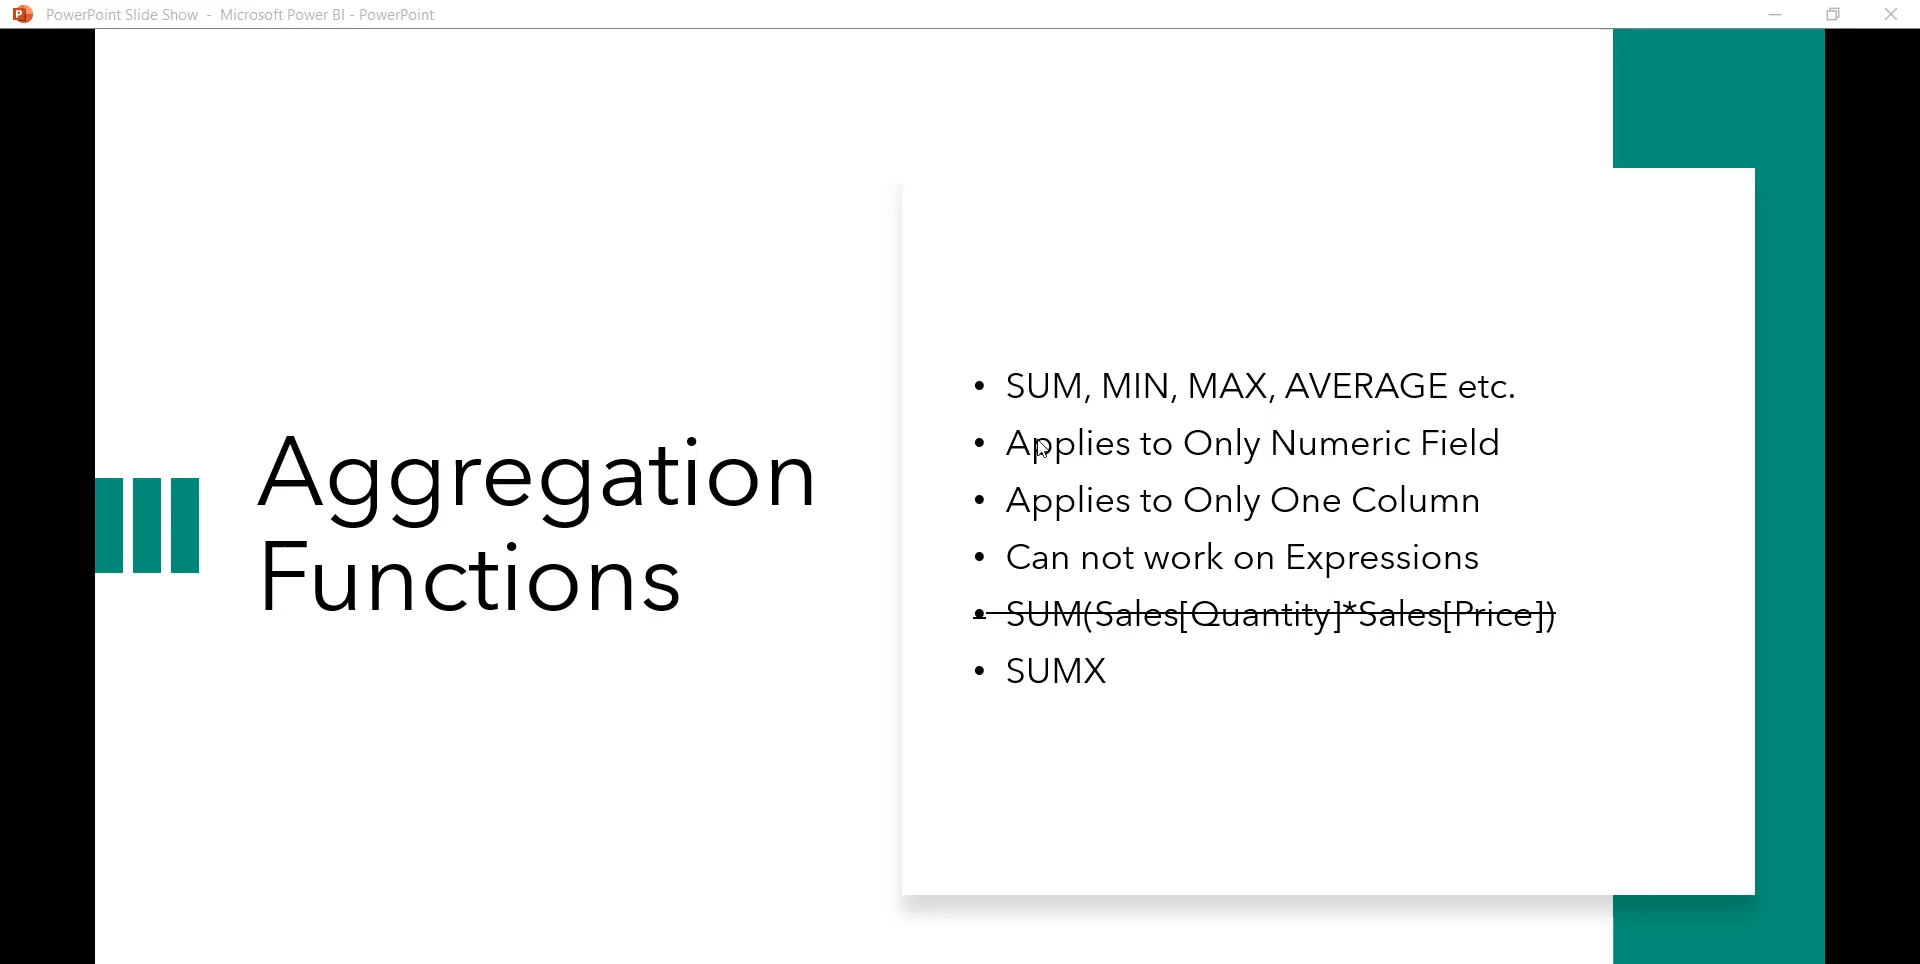 PowerPoint Slide Show - Microsoft Power BI - PowerPoint
Aggregation
Functions
• SUM, MIN, MAX, AVERAGE etc.
• Applies to Only Numeric Field
• Applies to Only One Column
• Can not work on Expressions
• SUM(Sales[Quantity]*Sales[Price])
• SUMX